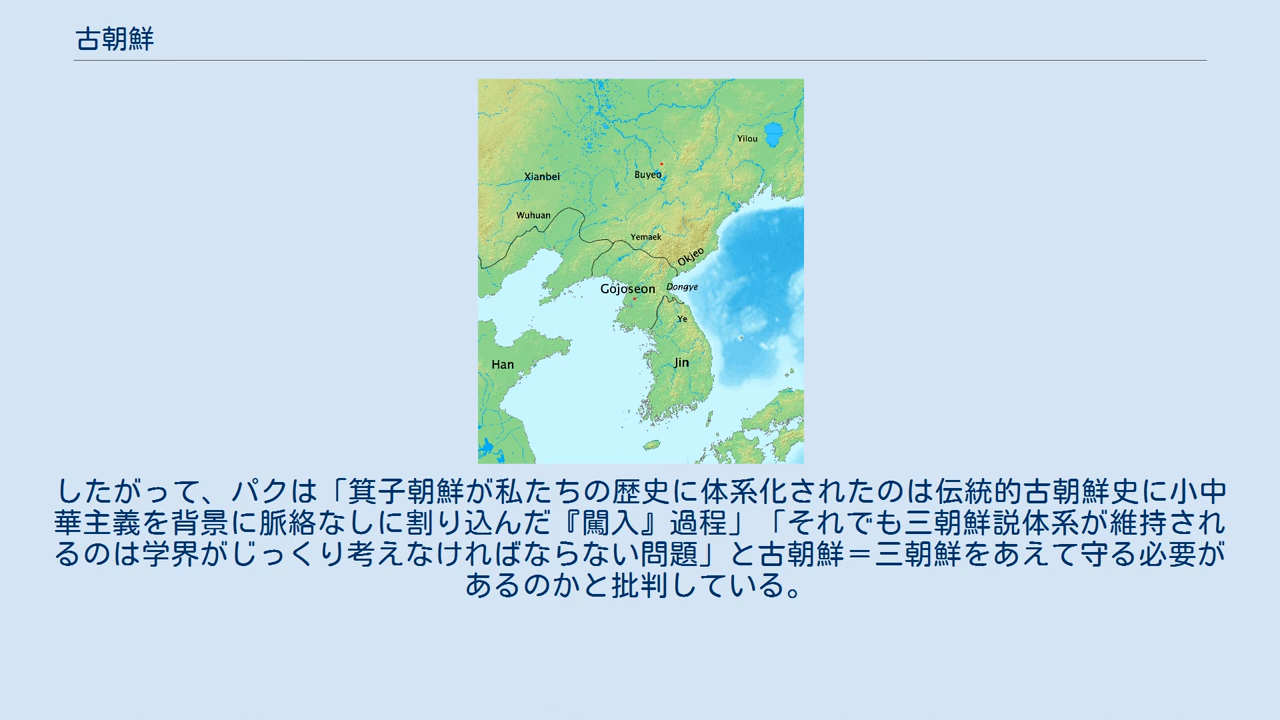 古朝鮮
Yilou
Xianbei
Buyeo
Wuhuan
Yemaek
Okjeo
Gojoseon
Dongye
Ye
Han
Jin
したがって、パクは「箕子朝鮮が私たちの歴史に体系化されたのは伝統的古朝鮮史に小中
華主義を背景に脈絡なしに割り込んだ『闖入』過程」「それでも三朝鮮説体系が維持され
るのは学界がじっくり考えなければならない問題」と古朝鮮＝三朝鮮をあえて守る必要が
あるのかと批判している。